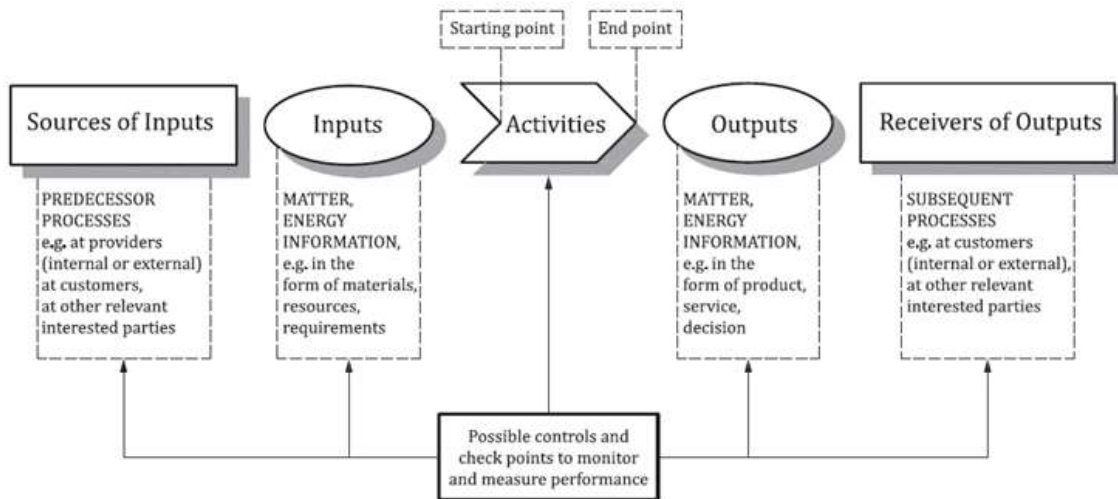 Starting point
End point
Sources of Inputs
Inputs
Activities
Outputs
Receivers of Outputs
PREDECESSOR
PROCESSES
e.g. at providers
(internal or external)
at customers,
at other relevant
interested parties
MATTER,
ENERGY
INFORMATION,
e.g. in the
form of materials,
resources,
requirements
MATTER,
ENERGY
INFORMATION,
e.g. in the
form of product,
service,
decision
SUBSEQUENT
PROCESSES
e.g. at customers
(internal or external),
at other relevant
interested parties
Possible controls and
check points to monitor
and measure performance